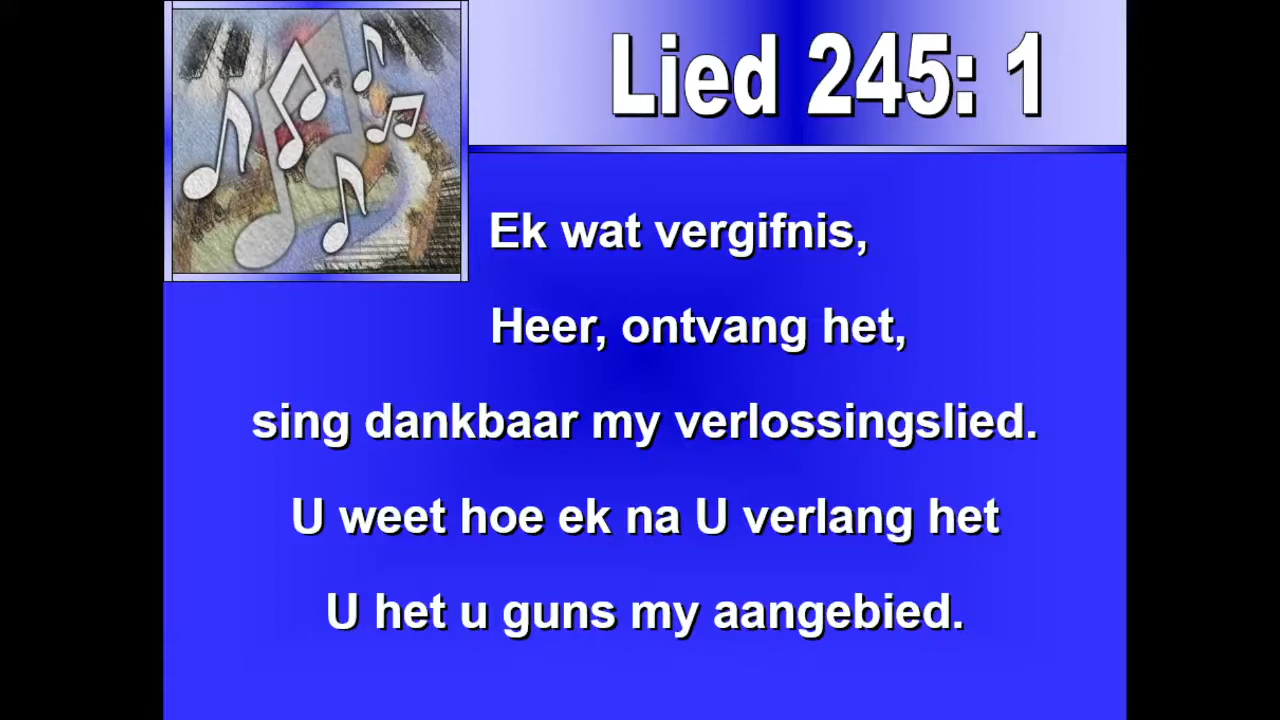 Lied 245: 1
Ek wat vergifnis,
Heer, ontvang het,
sing dankbaar my verlossingslied.
U weet hoe ek na U verlang het
U het u guns my aangebied.